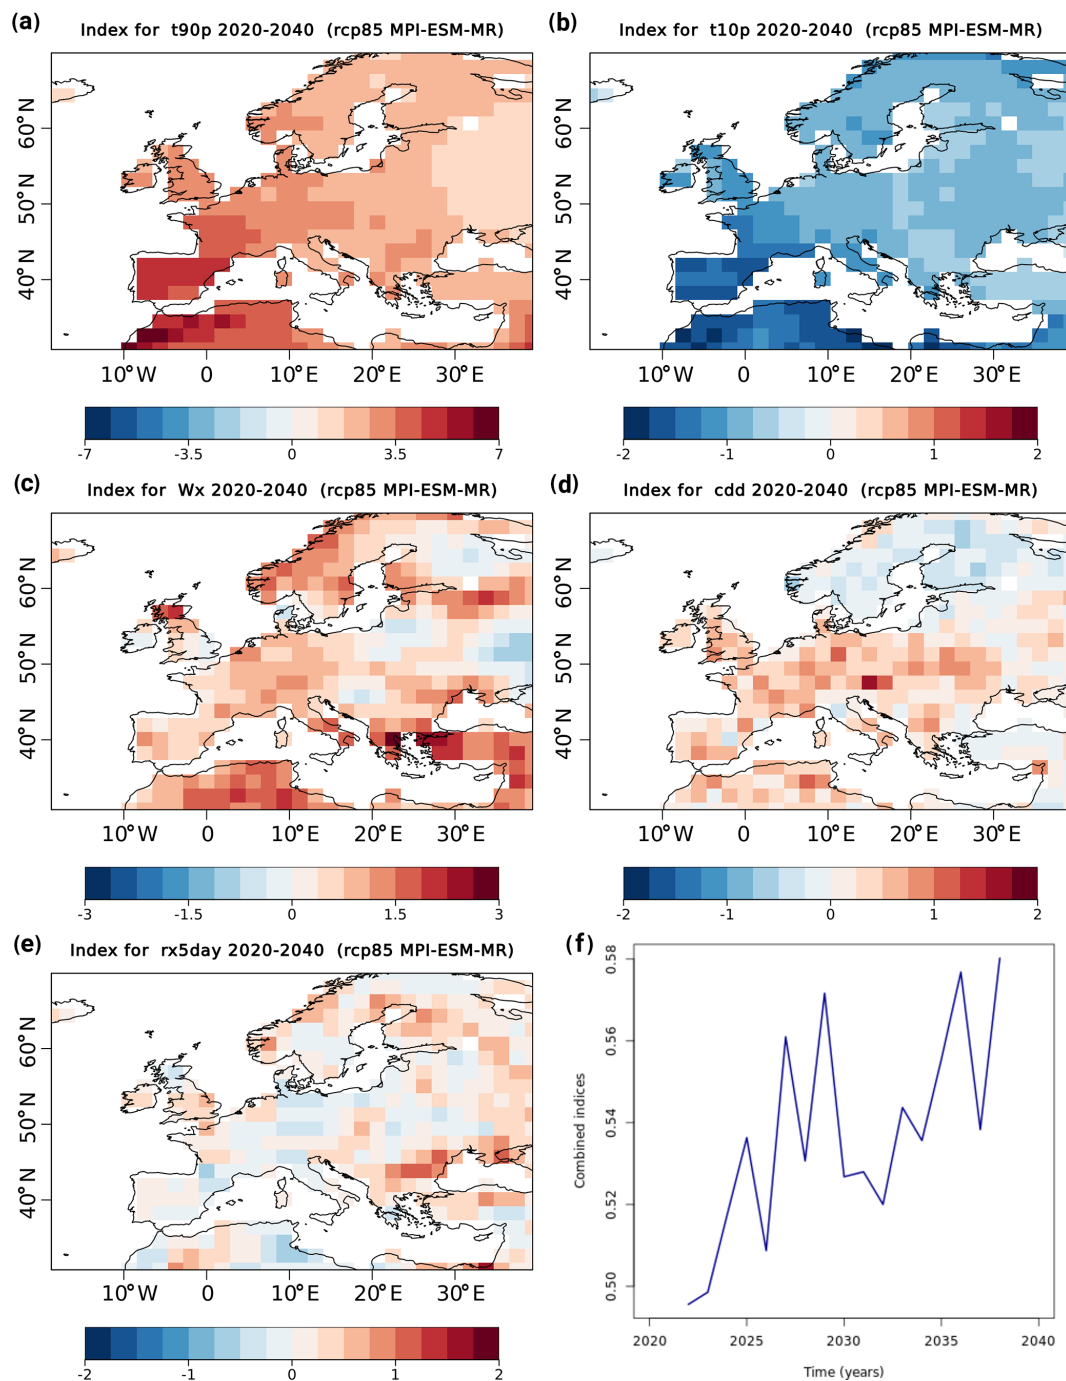 (a) Index for t90p 2020-2040 (rcp85 MPI-ESM-MR)
60°N
50°N
40°N
10°W 0 10°E 20°E 30°E
-7 -3.5 0 3.5 7
(b) Index for t10p 2020-2040 (rcp85 MPI-ESM-MR)
60°N
50°N
40°N
10°W 0 10°E 20°E 30°E
-2 -1 0 1 2
(c) Index for Wx 2020-2040 (rcp85 MPI-ESM-MR)
60°N
50°N
40°N
10°W 0 10°E 20°E 30°E
-3 -1.5 0 1.5 3
(d) Index for cdd 2020-2040 (rcp85 MPI-ESM-MR)
60°N
50°N
40°N
10°W 0 10°E 20°E 30°E
-2 -1 0 1 2
(e) Index for rx5day 2020-2040 (rcp85 MPI-ESM-MR)
60°N
50°N
40°N
10°W 0 10°E 20°E 30°E
-2 -1 0 1 2
(f)
Combined indices
0.58
0.56
0.54
0.52
0.50
2020 2025 2030 2035 2040
Time (years)